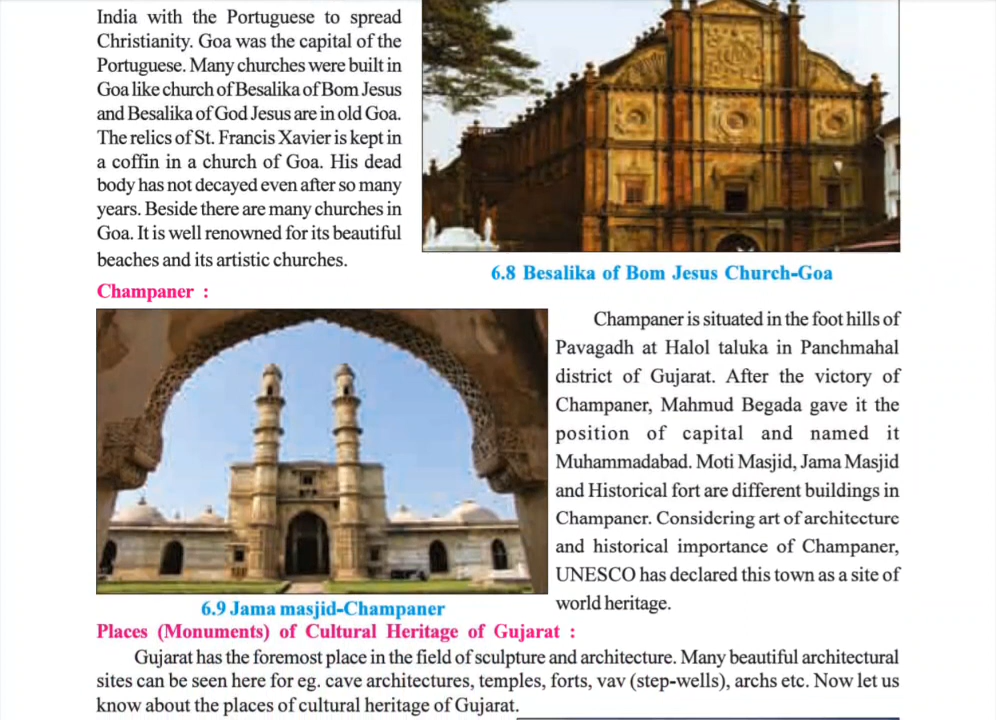 India with the Portuguese to spread
Christianity. Goa was the capital of the
Portuguese. Many churches were built in
Goa like church of Besalika of Bom Jesus
and Besalika of God Jesus are in old Goa.
The relics of St. Francis Xavier is kept in
a coffin in a church of Goa. His dead
body has not decayed even after so many
years. Beside there are many churches in
Goa. It is well renowned for its beautiful
beaches and its artistic churches.
6.8 Besalika of Bom Jesus Church-Goa
Champaner :
Champaner is situated in the foot hills of
Pavagadh at Halol taluka in Panchmahal
district of Gujarat. After the victory of
Champaner, Mahmud Begada gave it the
position of capital and named it
Muhammadabad. Moti Masjid, Jama Masjid
and Historical fort are different buildings in
Champaner. Considering art of architecture
and historical importance of Champaner,
UNESCO has declared this town as a site of
world heritage.
6.9 Jama masjid-Champaner
Places (Monuments) of Cultural Heritage of Gujarat :
Gujarat has the foremost place in the field of sculpture and architecture. Many beautiful architectural
sites can be seen here for eg. cave architectures, temples, forts, vav (step-wells), archs etc. Now let us
know about the places of cultural heritage of Gujarat.